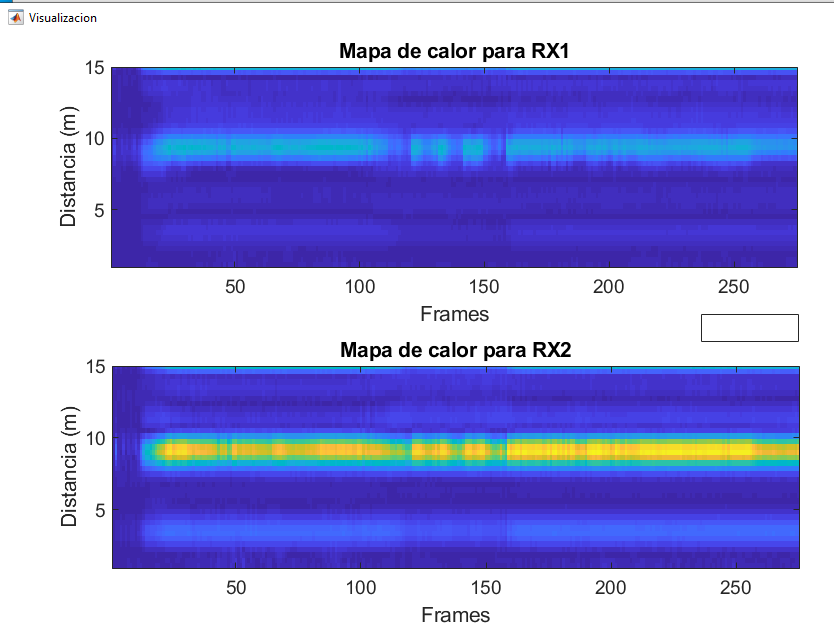 Visualizacion
Mapa de calor para RX1
Distancia (m)
15
10
5
50 100 150 200 250
Frames
Mapa de calor para RX2
Distancia (m)
15
10
5
50 100 150 200 250
Frames